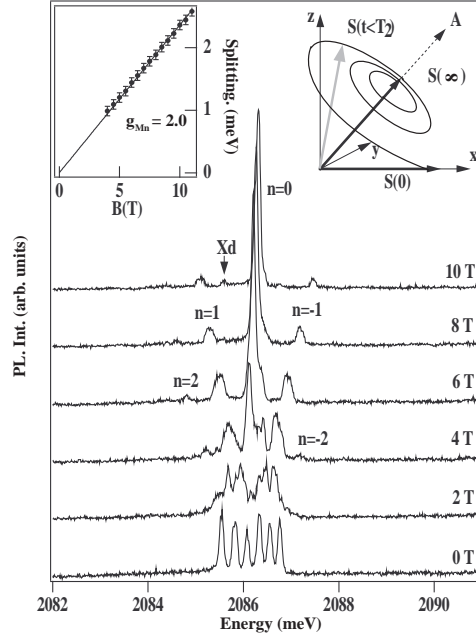 2
1
0
Splitting. (meV)
g_Mn = 2.0
0
5
10
B(T)
z
S(t<T₂)
A
S(∞)
y
x
S(0)
n=0
Xd
10 T
n=1
n=-1
8 T
n=2
6 T
n=-2
4 T
2 T
0 T
PL. Int. (arb. units)
2082
2084
2086
2088
2090
Energy (meV)